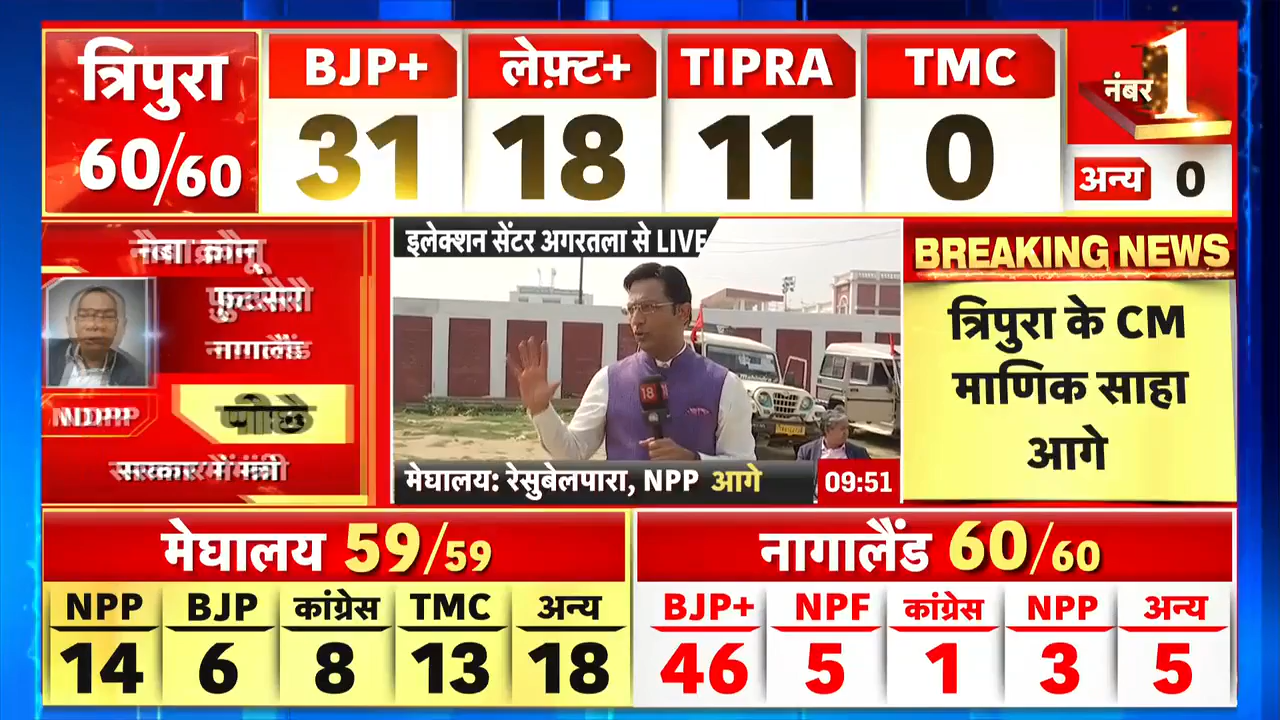 त्रिपुरा
60/60
BJP+
31
लेफ़्ट+
18
TIPRA
11
TMC
0
नंबर 1
अन्य 0
इलेक्शन सेंटर अगरतला से LIVE
18
मेघालय: रेसुबेलपारा, NPP आगे
09:51
BREAKING NEWS
त्रिपुरा के CM
माणिक साहा
आगे
मेघालय 59/59
NPP BJP कांग्रेस TMC अन्य
14 6 8 13 18
नागालैंड 60/60
BJP+ NPF कांग्रेस NPP अन्य
46 5 1 3 5